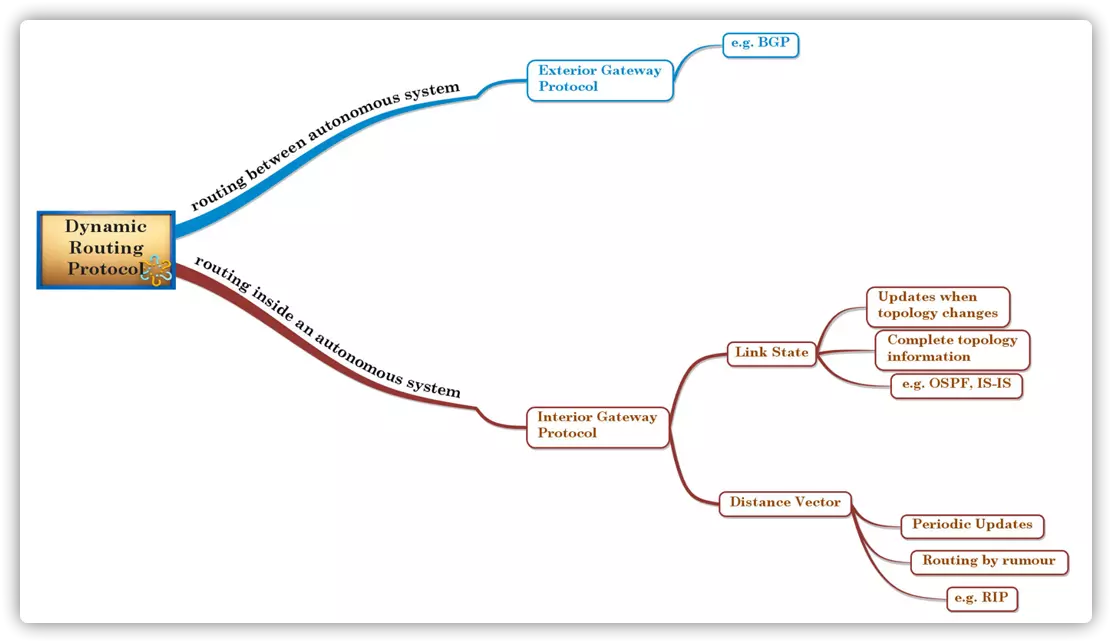 Dynamic
Routing
Protocol
routing between autonomous system
Exterior Gateway
Protocol
e.g. BGP
routing inside an autonomous system
Interior Gateway
Protocol
Link State
Updates when
topology changes
Complete topology
information
e.g. OSPF, IS-IS
Distance Vector
Periodic Updates
Routing by rumour
e.g. RIP